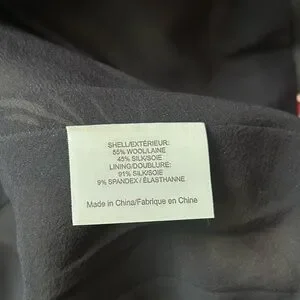 SHELL/EXTÉRIEUR:
55% WOOL/LAINE
45% SILK/SOIE
LINING/DOUBLURE:
91% SILK/SOIE
9% SPANDEX / ÉLASTHANNE
Made in China/Fabrique en Chine